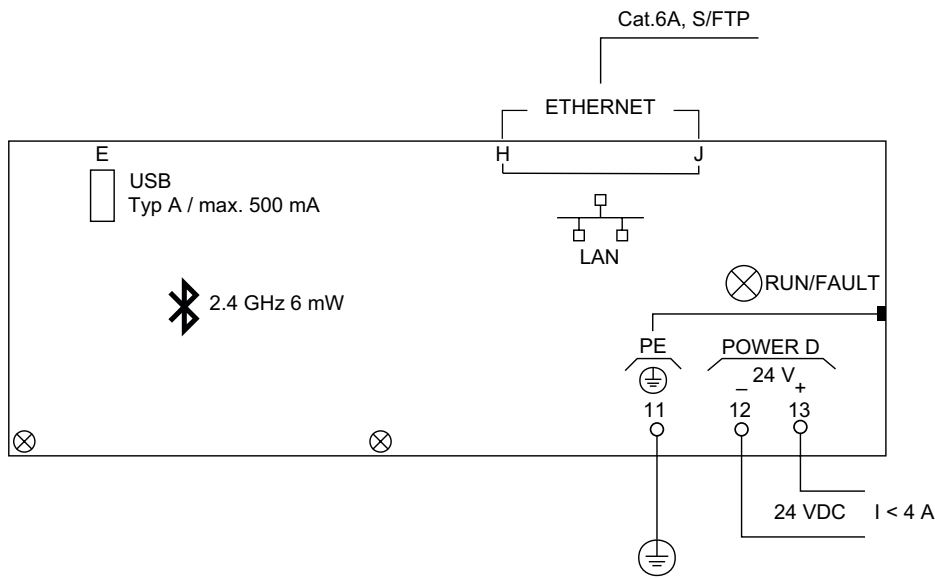 Cat.6A, S/FTP
ETHERNET
E
H
J
USB
Typ A / max. 500 mA
LAN
RUN/FAULT
2.4 GHz 6 mW
PE
POWER D
24 V
– +
11
12
13
24 VDC
I < 4 A